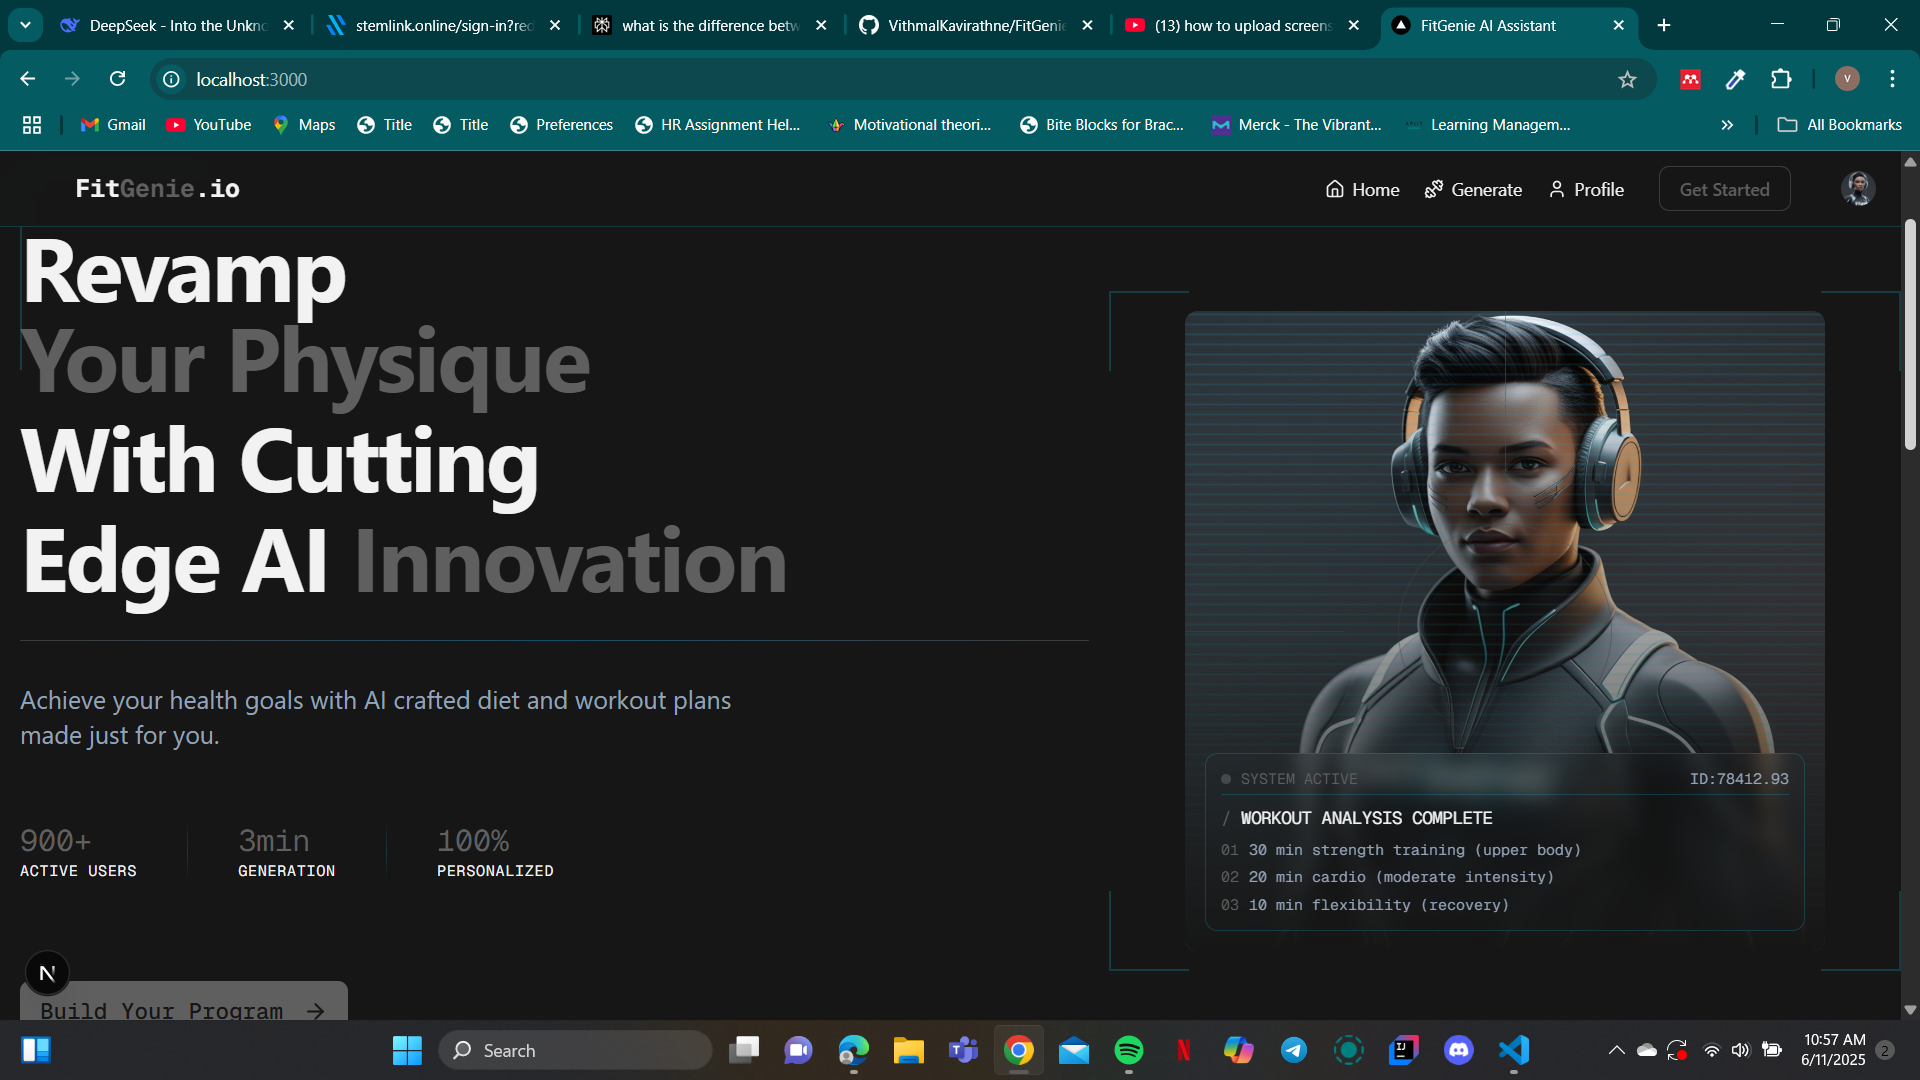 DeepSeek - Into the Unkno
stemlink.online/sign-in?red
what is the difference betw
VithmalKavirathne/FitGenie
(13) how to upload screens
FitGenie AI Assistant
localhost:3000
V
Gmail
YouTube
Maps
Title
Title
Preferences
HR Assignment Hel...
Motivational theori...
Bite Blocks for Brac...
Merck - The Vibrant...
Learning Managem...
All Bookmarks
FitGenie.io
Home
Generate
Profile
Get Started
Revamp
Your Physique
With Cutting
Edge AI Innovation
Achieve your health goals with AI crafted diet and workout plans
made just for you.
900+
ACTIVE USERS
3min
GENERATION
100%
PERSONALIZED
N
Build Your Program →
SYSTEM ACTIVE
ID:78412.93
/ WORKOUT ANALYSIS COMPLETE
01 30 min strength training (upper body)
02 20 min cardio (moderate intensity)
03 10 min flexibility (recovery)
Search
10:57 AM
6/11/2025
2